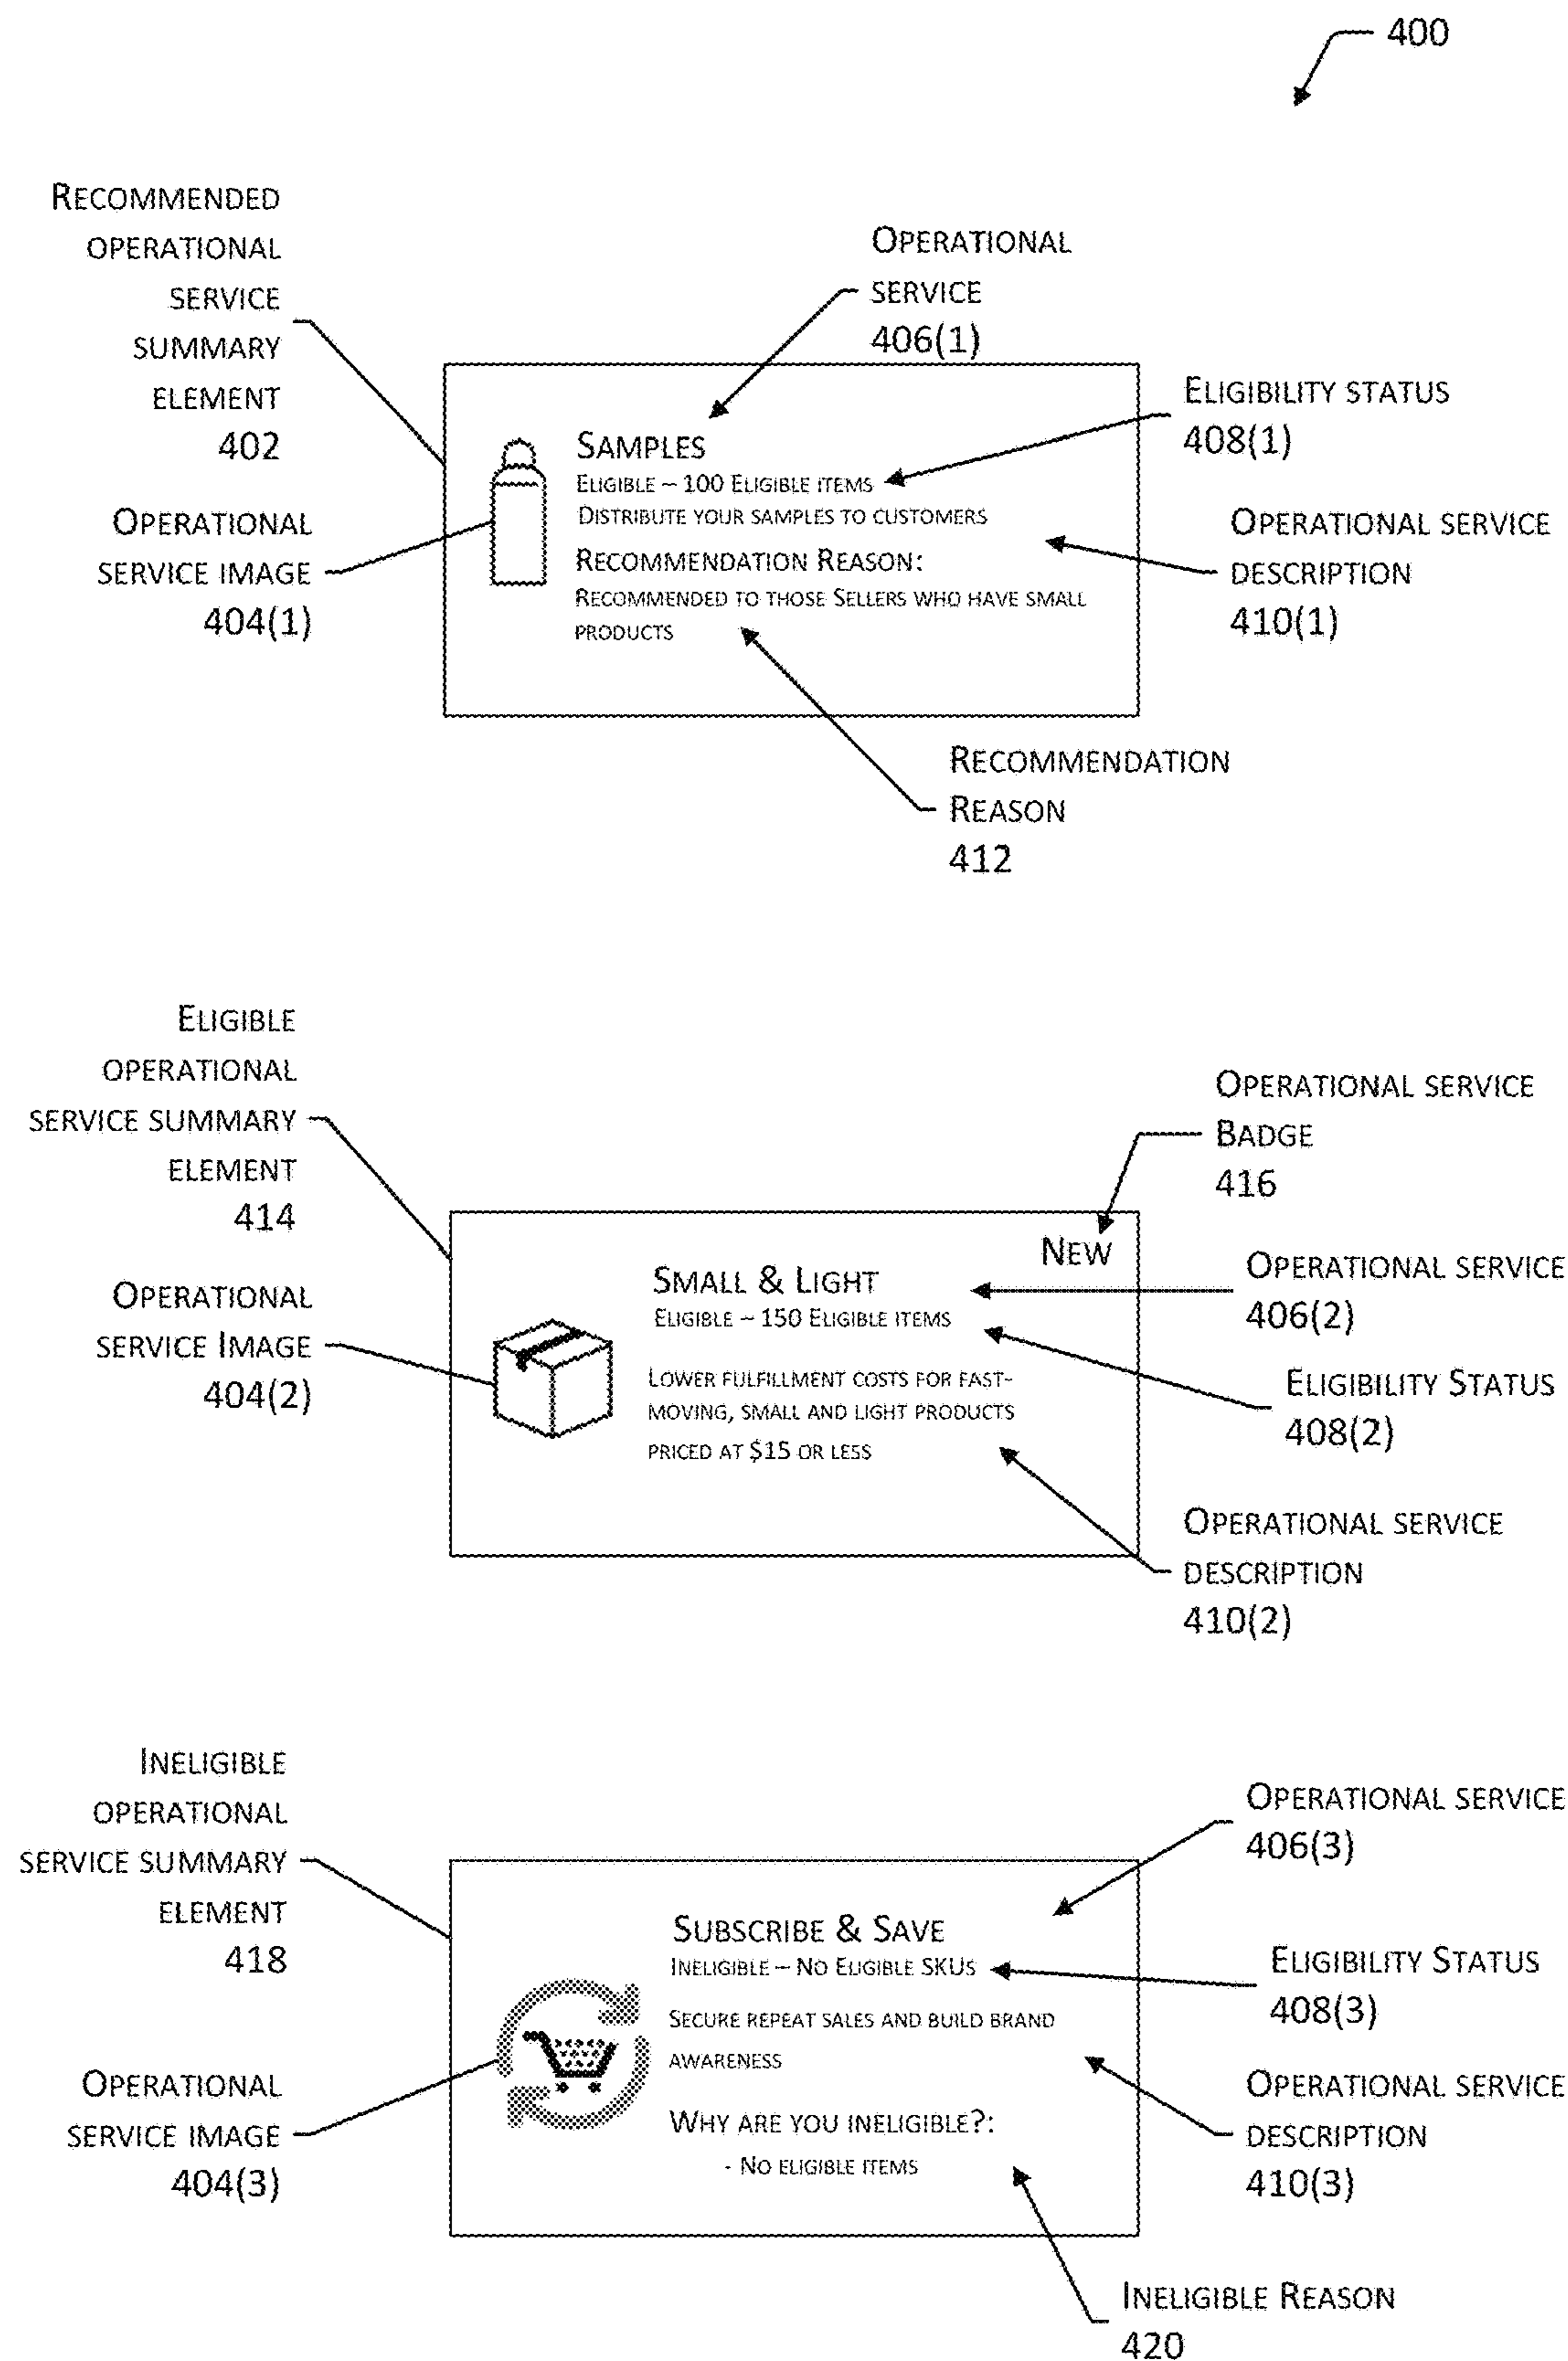 400
Recommended
operational
service
summary
element
402
Operational
service
406(1)
Eligibility status
408(1)
Samples
Eligible – 100 Eligible items
Distribute your samples to customers
Recommendation Reason:
Recommended to those Sellers who have small
products
Operational
service image
404(1)
Operational service
description
410(1)
Recommendation
Reason
412
Eligible
operational
service summary
element
414
Operational service
Badge
416
New
Small & Light
Eligible – 150 Eligible items
Lower fulfillment costs for fast-
moving, small and light products
priced at $15 or less
Operational
service Image
404(2)
Operational service
406(2)
Eligibility Status
408(2)
Operational service
description
410(2)
Ineligible
operational
service summary
element
418
Operational service
406(3)
Subscribe & Save
Ineligible – No Eligible SKUs
Secure repeat sales and build brand
awareness
Why are you ineligible?:
- No eligible items
Eligibility Status
408(3)
Operational
service image
404(3)
Operational service
description
410(3)
Ineligible Reason
420